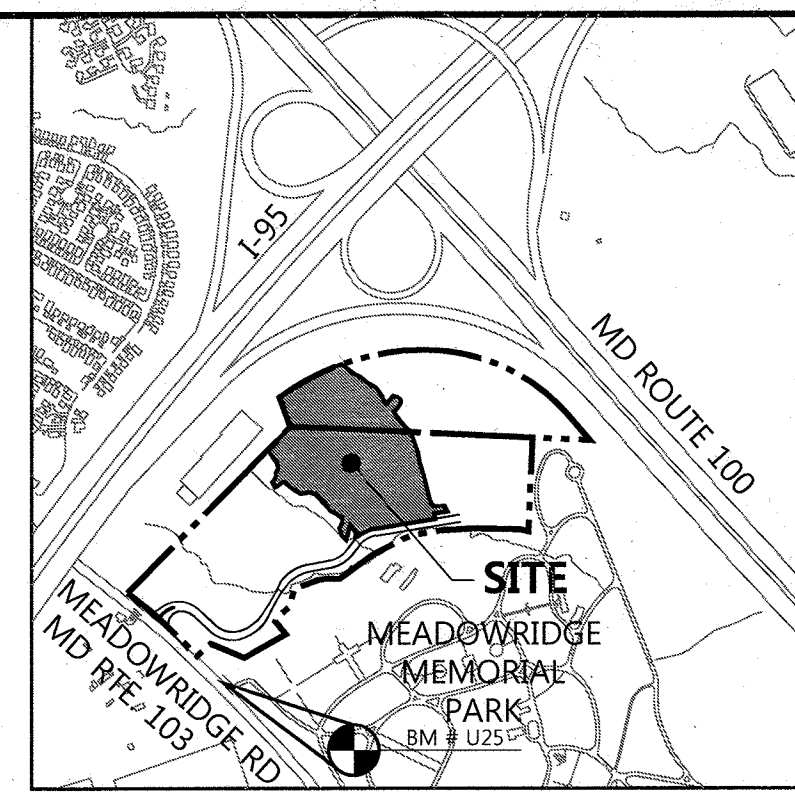 I-95
MD ROUTE 100
SITE
MEADOWRIDGE
MEMORIAL
PARK
BM # U25
MEADOWRIDGE RD
MD RTE. 103